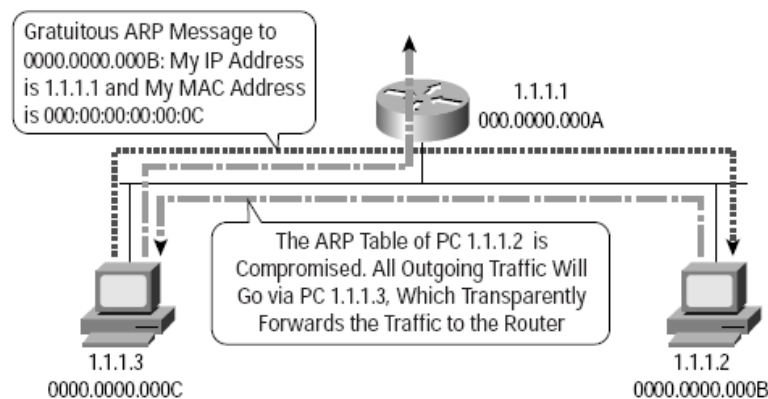 Gratuitous ARP Message to
0000.0000.000B: My IP Address
is 1.1.1.1 and My MAC Address
is 000:00:00:00:00:0C
1.1.1.1
000.0000.000A
The ARP Table of PC 1.1.1.2 is
Compromised. All Outgoing Traffic Will
Go via PC 1.1.1.3, Which Transparently
Forwards the Traffic to the Router
1.1.1.3
0000.0000.000C
1.1.1.2
0000.0000.000B